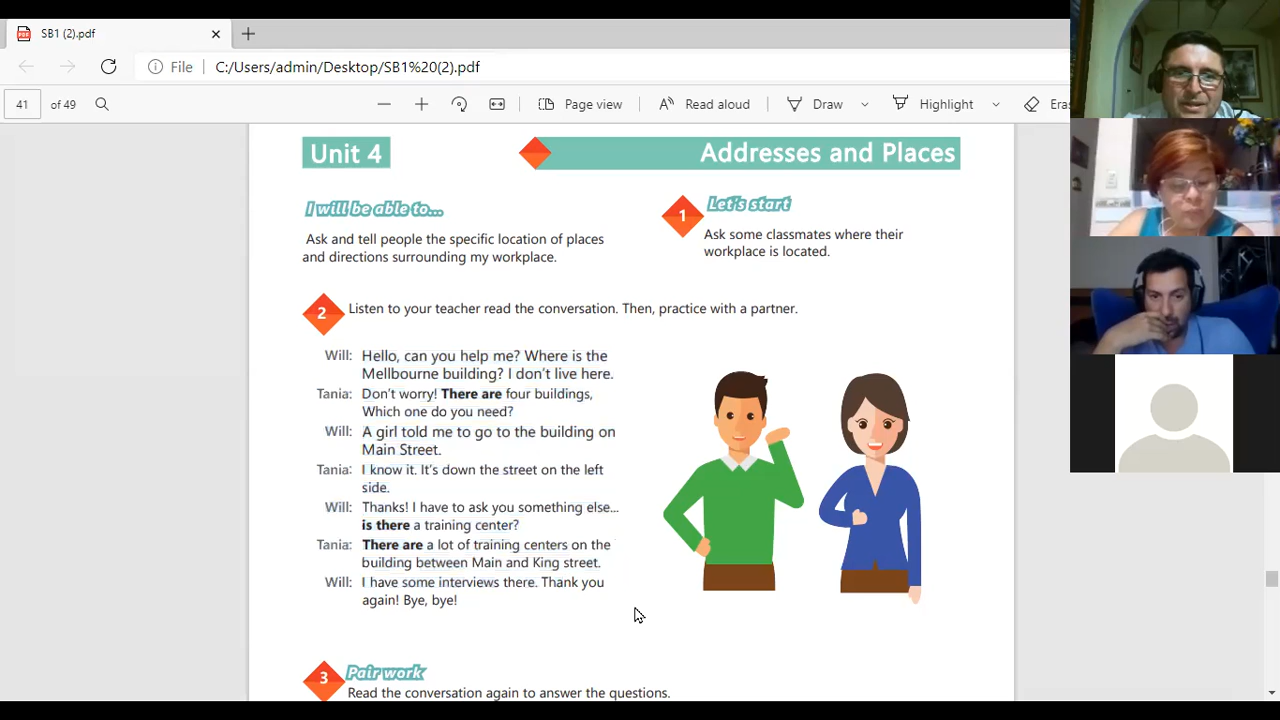 SB1 (2).pdf
File C:/Users/admin/Desktop/SB1%20(2).pdf
41 of 49 Page view Read aloud Draw Highlight
Unit 4 Addresses and Places
I will be able to...
Ask and tell people the specific location of places
and directions surrounding my workplace.
1 Let's start
Ask some classmates where their
workplace is located.
2 Listen to your teacher read the conversation. Then, practice with a partner.
Will: Hello, can you help me? Where is the
Mellbourne building? I don't live here.
Tania: Don't worry! There are four buildings,
Which one do you need?
Will: A girl told me to go to the building on
Main Street.
Tania: I know it. It's down the street on the left
side.
Will: Thanks! I have to ask you something else...
is there a training center?
Tania: There are a lot of training centers on the
building between Main and King street.
Will: I have some interviews there. Thank you
again! Bye, bye!
3 Pair work
Read the conversation again to answer the questions.